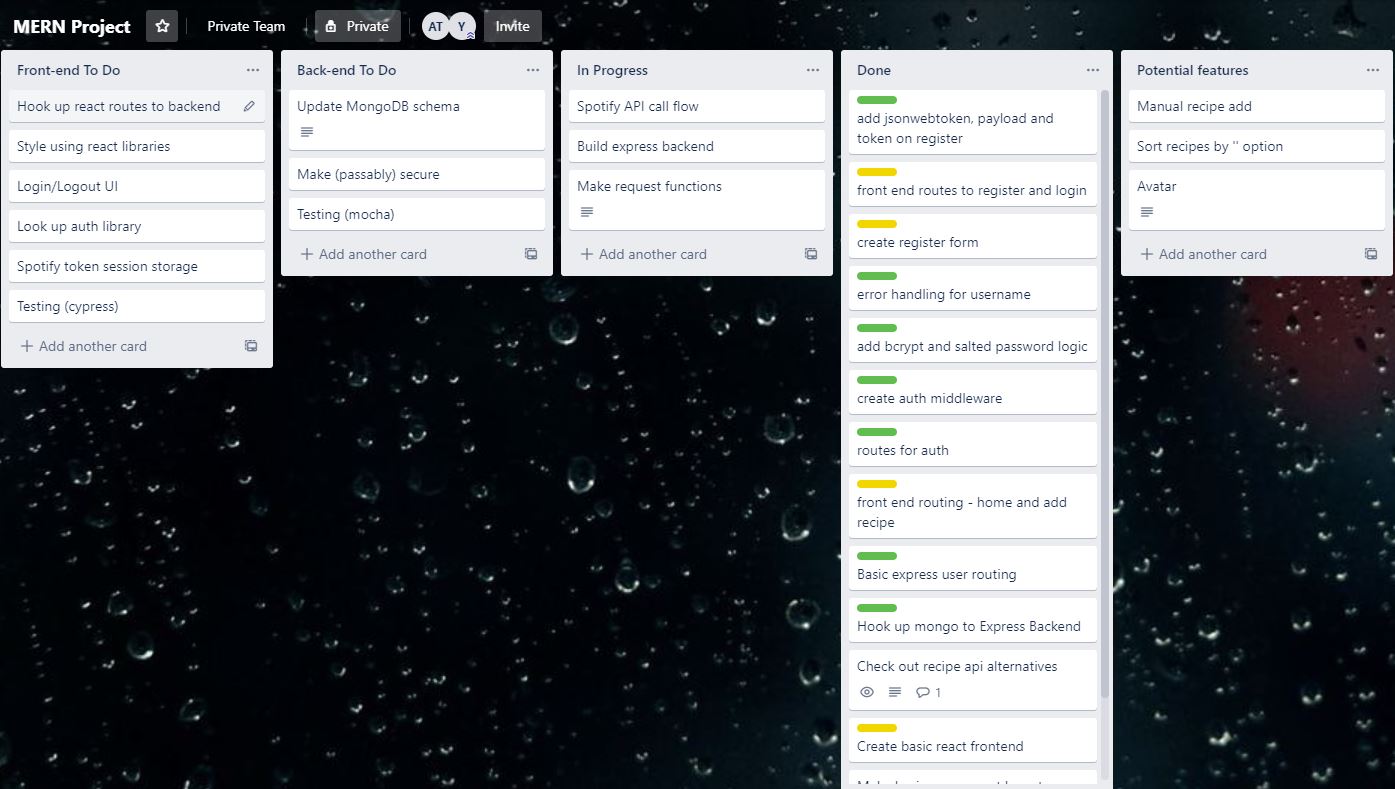 MERN Project
Private Team
Private
AT
Y
Invite
Front-end To Do
Hook up react routes to backend
Style using react libraries
Login/Logout UI
Look up auth library
Spotify token session storage
Testing (cypress)
Add another card
Back-end To Do
Update MongoDB schema
Make (passably) secure
Testing (mocha)
Add another card
In Progress
Spotify API call flow
Build express backend
Make request functions
Add another card
Done
add jsonwebtoken, payload and
token on register
front end routes to register and login
create register form
error handling for username
add bcrypt and salted password logic
create auth middleware
routes for auth
front end routing - home and add
recipe
Basic express user routing
Hook up mongo to Express Backend
Check out recipe api alternatives
1
Create basic react frontend
Potential features
Manual recipe add
Sort recipes by '' option
Avatar
Add another card